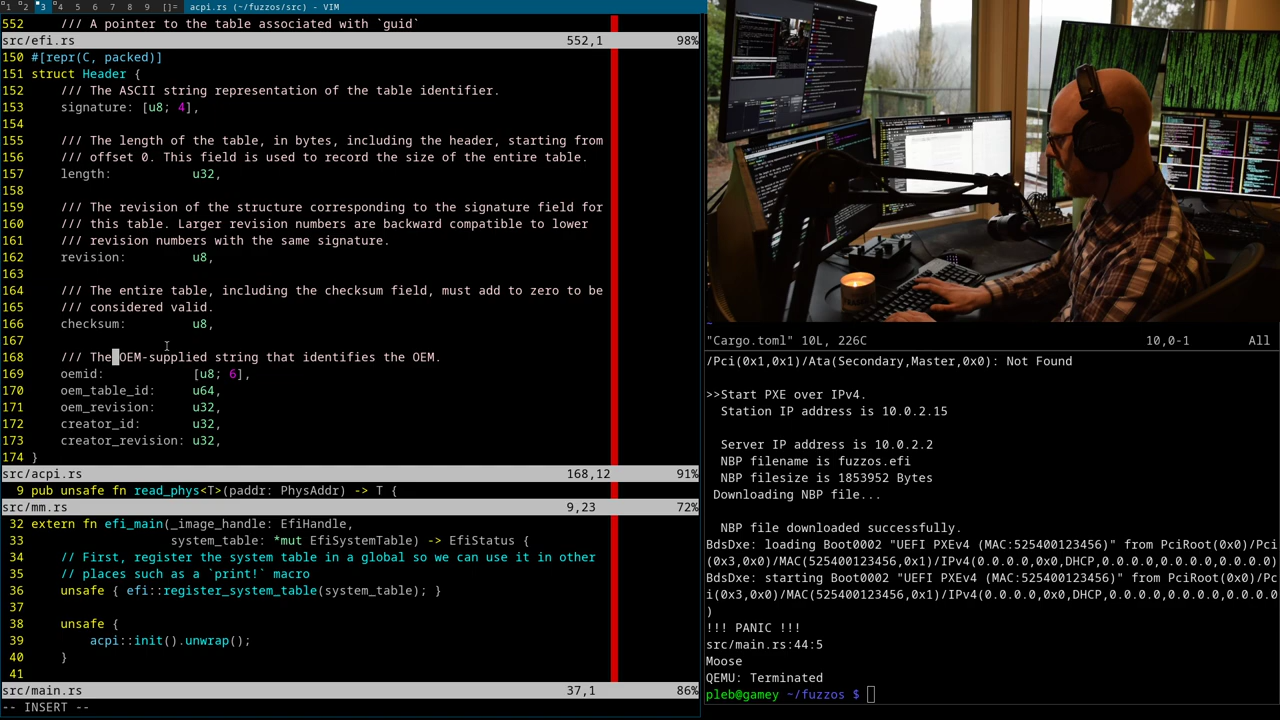 1 2 3 4 5 6 7 8 9 []= acpi.rs (~/fuzzos/src) - VIM
552 /// A pointer to the table associated with `guid`
src/efi.rs 552,1 98%
150 #[repr(C, packed)]
151 struct Header {
152 /// The ASCII string representation of the table identifier.
153 signature: [u8; 4],
154
155 /// The length of the table, in bytes, including the header, starting from
156 /// offset 0. This field is used to record the size of the entire table.
157 length: u32,
158
159 /// The revision of the structure corresponding to the signature field for
160 /// this table. Larger revision numbers are backward compatible to lower
161 /// revision numbers with the same signature.
162 revision: u8,
163
164 /// The entire table, including the checksum field, must add to zero to be
165 /// considered valid.
166 checksum: u8,
167
168 /// The OEM-supplied string that identifies the OEM.
169 oemid: [u8; 6],
170 oem_table_id: u64,
171 oem_revision: u32,
172 creator_id: u32,
173 creator_revision: u32,
174 }
src/acpi.rs 168,12 91%
9 pub unsafe fn read_phys<T>(paddr: PhysAddr) -> T {
src/mm.rs 9,23 72%
32 extern fn efi_main(_image_handle: EfiHandle,
33 system_table: *mut EfiSystemTable) -> EfiStatus {
34 // First, register the system table in a global so we can use it in other
35 // places such as a `print!` macro
36 unsafe { efi::register_system_table(system_table); }
37
38 unsafe {
39 acpi::init().unwrap();
40 }
41
src/main.rs 37,1 86%
-- INSERT --
~
"Cargo.toml" 10L, 226C 10,0-1 All
/Pci(0x1,0x1)/Ata(Secondary,Master,0x0): Not Found
>>Start PXE over IPv4.
Station IP address is 10.0.2.15
Server IP address is 10.0.2.2
NBP filename is fuzzos.efi
NBP filesize is 1853952 Bytes
Downloading NBP file...
NBP file downloaded successfully.
BdsDxe: loading Boot0002 "UEFI PXEv4 (MAC:525400123456)" from PciRoot(0x0)/Pci
(0x3,0x0)/MAC(525400123456,0x1)/IPv4(0.0.0.0,0x0,DHCP,0.0.0.0,0.0.0.0,0.0.0.0)
BdsDxe: starting Boot0002 "UEFI PXEv4 (MAC:525400123456)" from PciRoot(0x0)/Pc
i(0x3,0x0)/MAC(525400123456,0x1)/IPv4(0.0.0.0,0x0,DHCP,0.0.0.0,0.0.0.0,0.0.0.0
)
!!! PANIC !!!
src/main.rs:44:5
Moose
QEMU: Terminated
pleb@gamey ~/fuzzos $